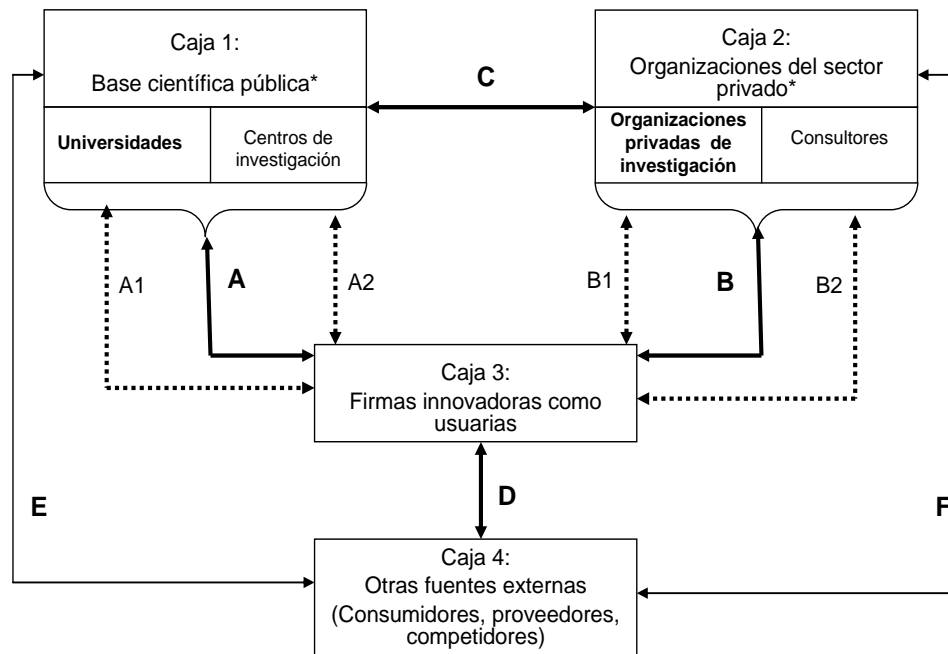 Caja 1:
Base científica pública*
Universidades
Centros de
investigación
C
Caja 2:
Organizaciones del sector
privado*
Organizaciones
privadas de
investigación
Consultores
A1
A
A2
B1
B
B2
Caja 3:
Firmas innovadoras como
usuarias
E
D
F
Caja 4:
Otras fuentes externas
(Consumidores, proveedores,
competidores)